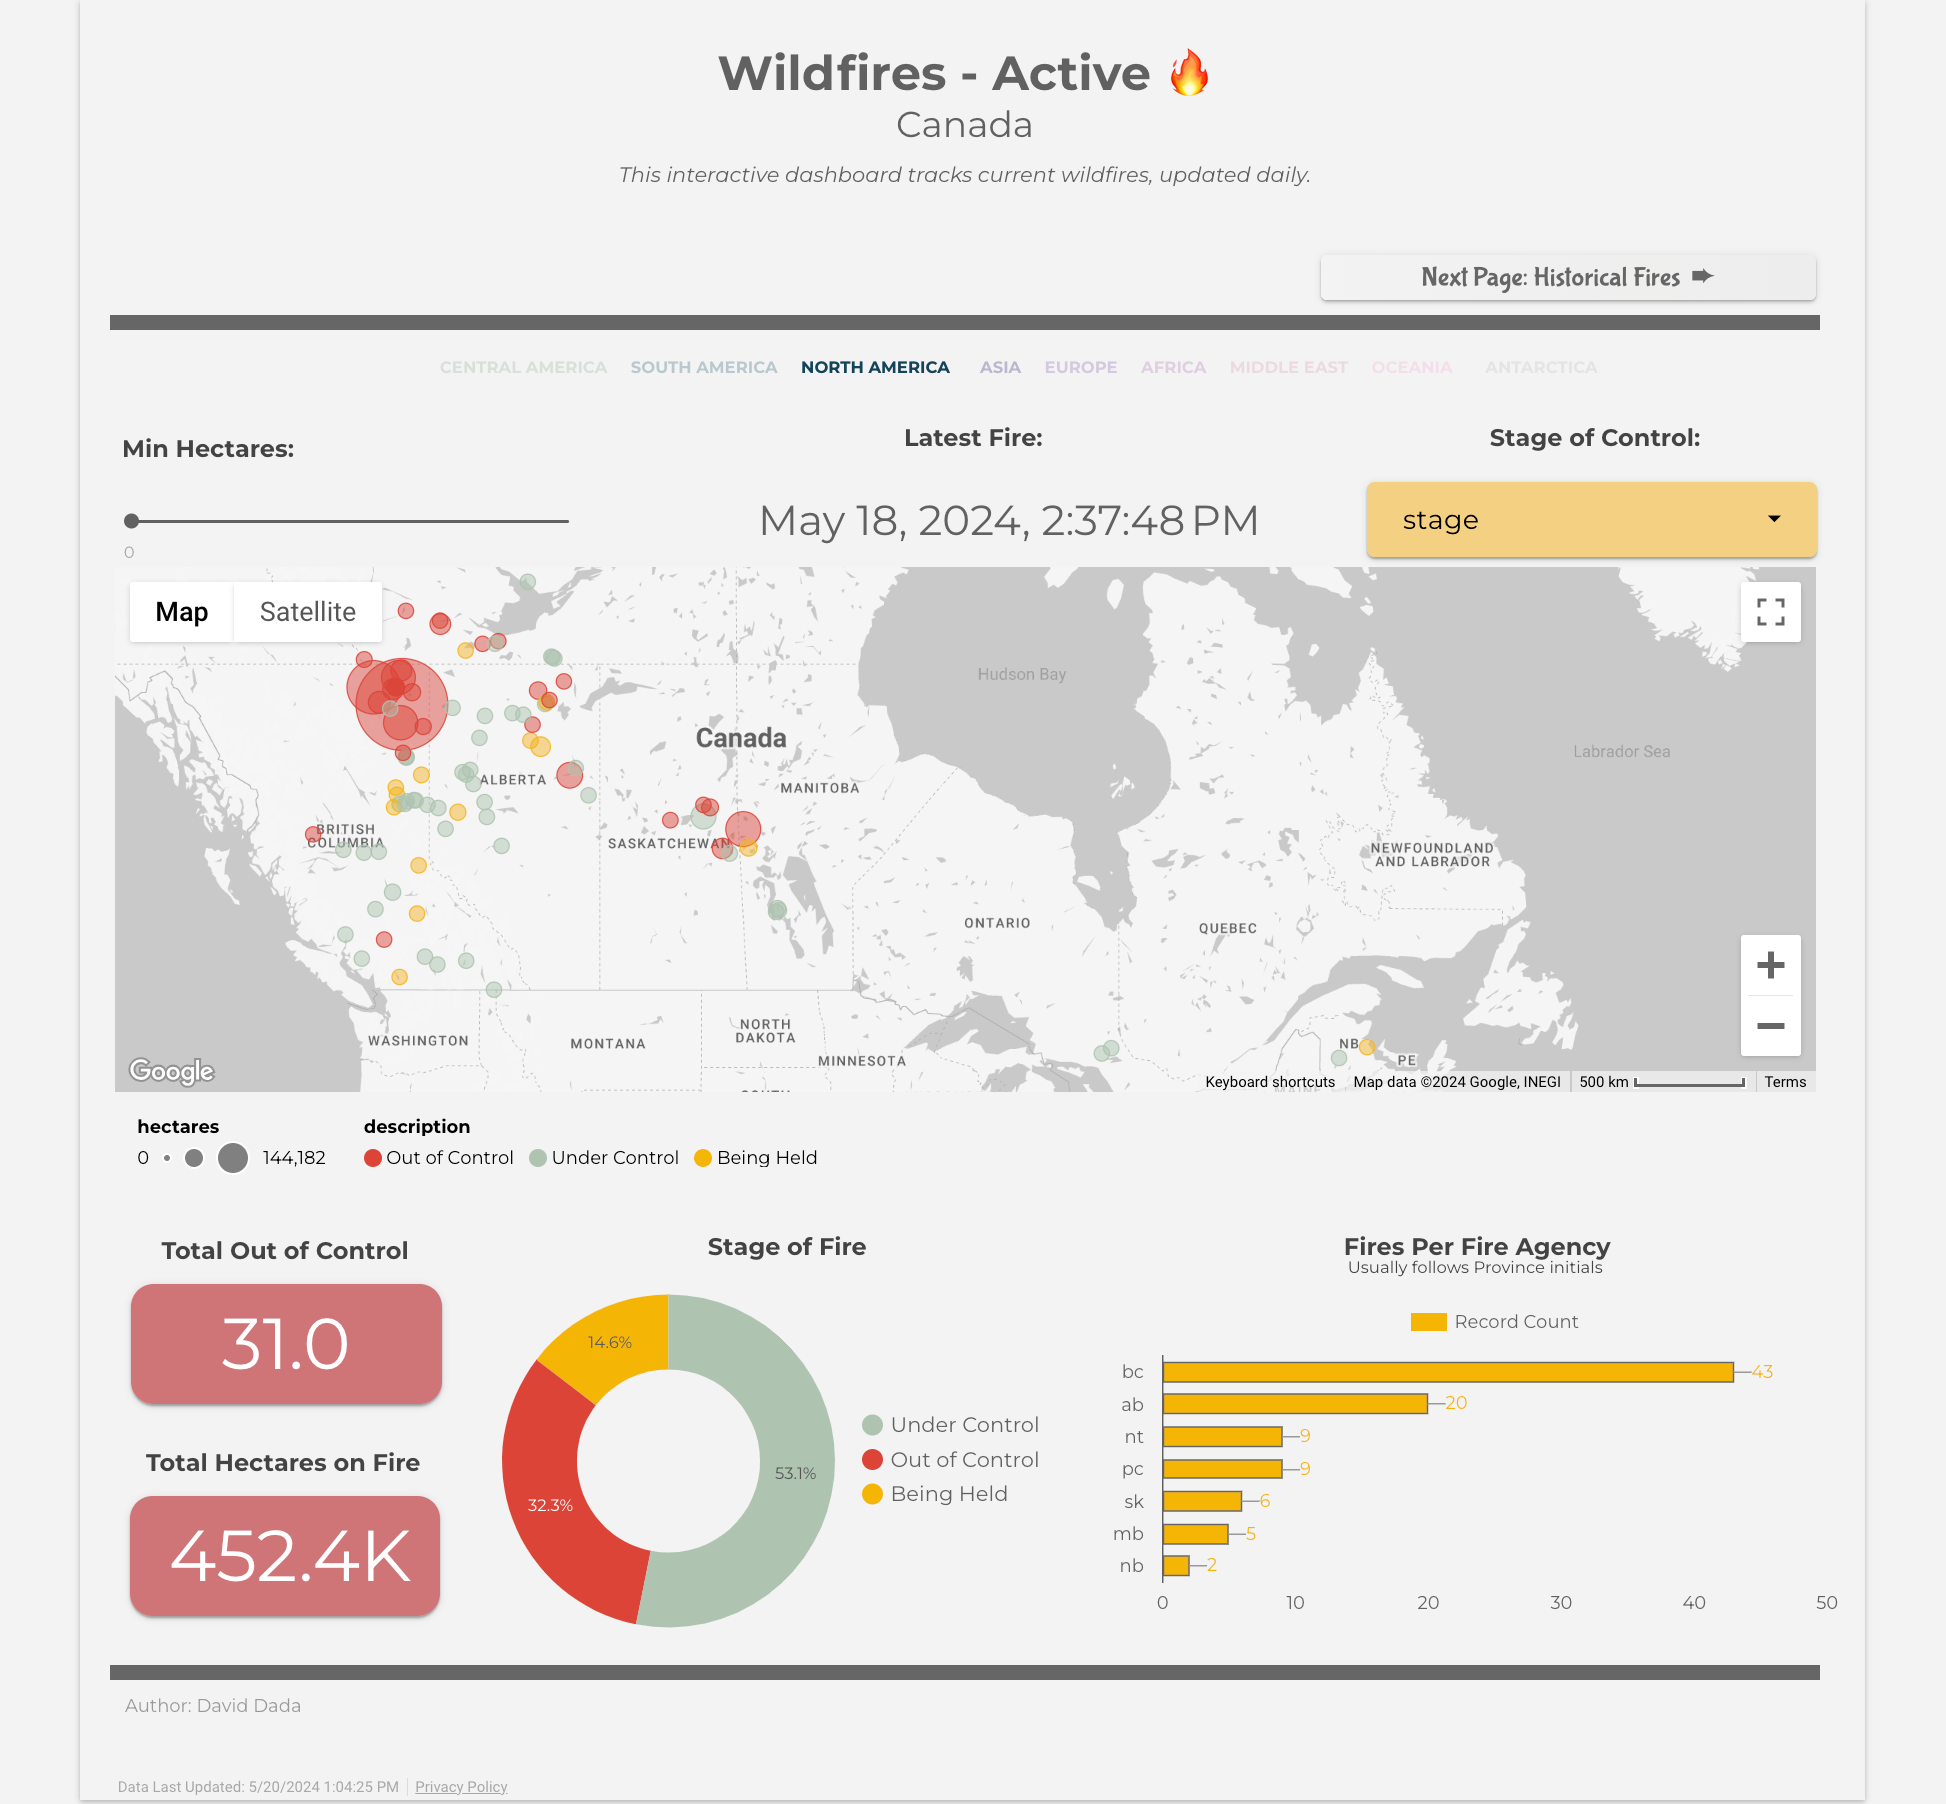 Wildfires - Active 🔥
Canada
This interactive dashboard tracks current wildfires, updated daily.
Next Page: Historical Fires ➨
CENTRAL AMERICA SOUTH AMERICA NORTH AMERICA ASIA EUROPE AFRICA MIDDLE EAST OCEANIA ANTARCTICA
Min Hectares:
Latest Fire:
Stage of Control:
0
May 18, 2024, 2:37:48 PM
stage
Map Satellite
Hudson Bay
Canada
Labrador Sea
ALBERTA
MANITOBA
BRITISH
COLUMBIA
SASKATCHEWAN
NEWFOUNDLAND
AND LABRADOR
ONTARIO
QUEBEC
WASHINGTON
MONTANA
NORTH
DAKOTA
MINNESOTA
NB
PE
Google
Keyboard shortcuts Map data ©2024 Google, INEGI 500 km Terms
hectares
0 144,182
description
Out of Control Under Control Being Held
Total Out of Control
31.0
Total Hectares on Fire
452.4K
Stage of Fire
14.6%
53.1%
32.3%
Under Control
Out of Control
Being Held
Fires Per Fire Agency
Usually follows Province initials
Record Count
bc 43
ab 20
nt 9
pc 9
sk 6
mb 5
nb 2
0 10 20 30 40 50
Author: David Dada
Data Last Updated: 5/20/2024 1:04:25 PM Privacy Policy